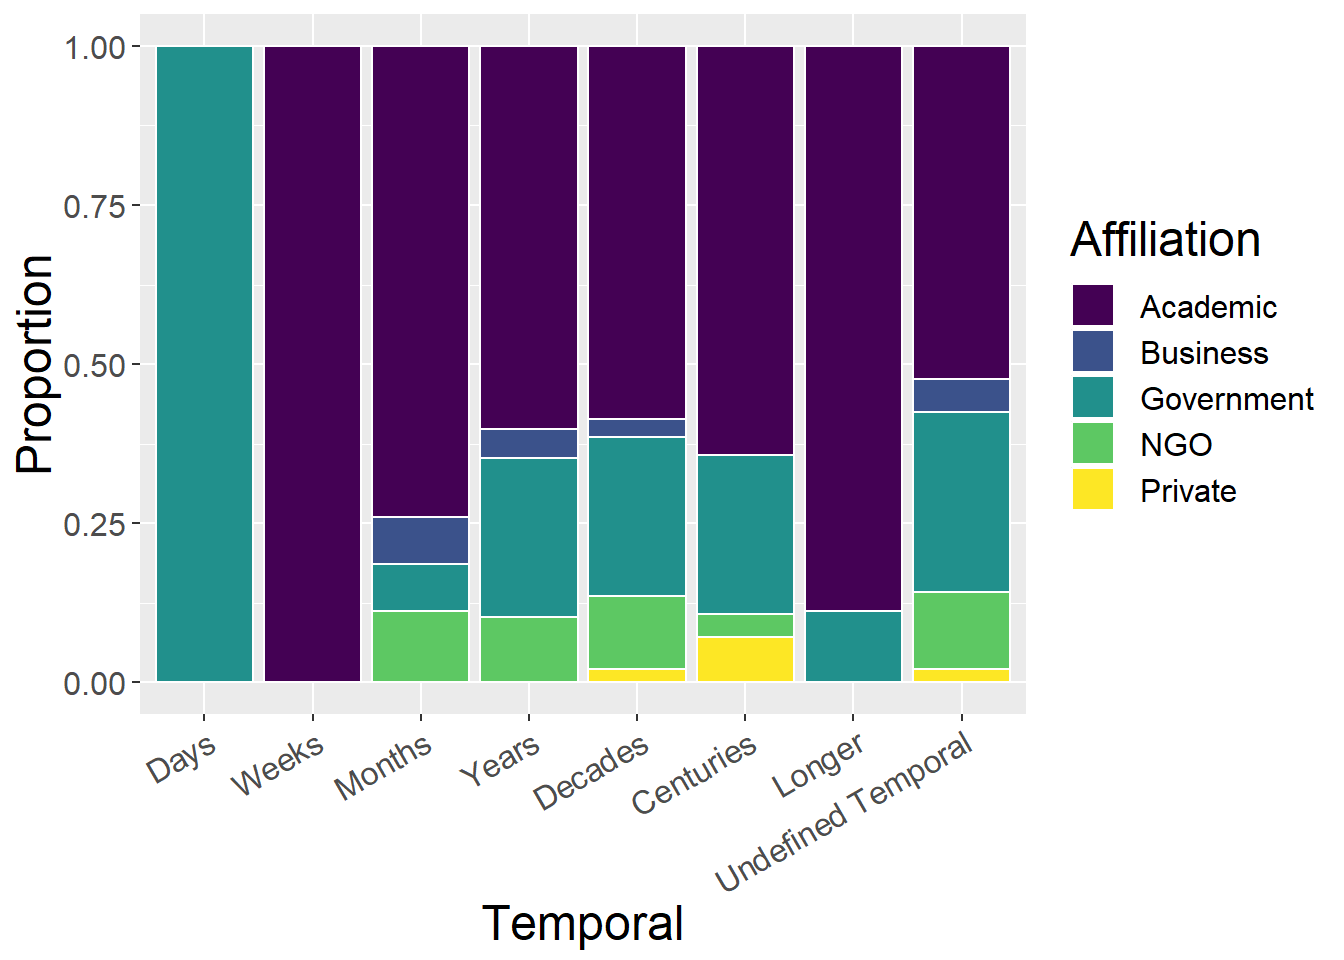 1.00
0.75
0.50
0.25
0.00
Proportion
Days
Weeks
Months
Years
Decades
Centuries
Longer
Undefined Temporal
Temporal
Affiliation
Academic
Business
Government
NGO
Private